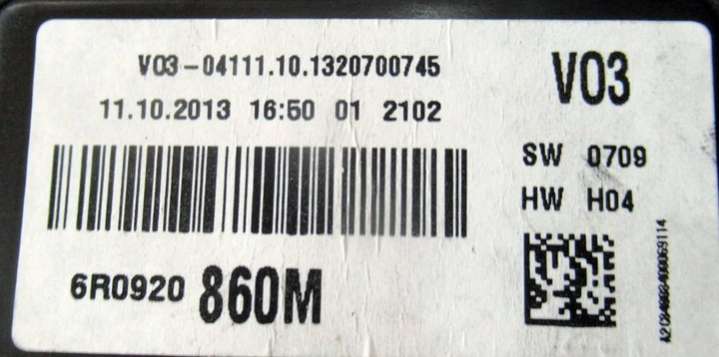 V03-04111.10.1320700745
11.10.2013 16:50 01 2102
6R0920 860M
V03
SW 0709
HW H04